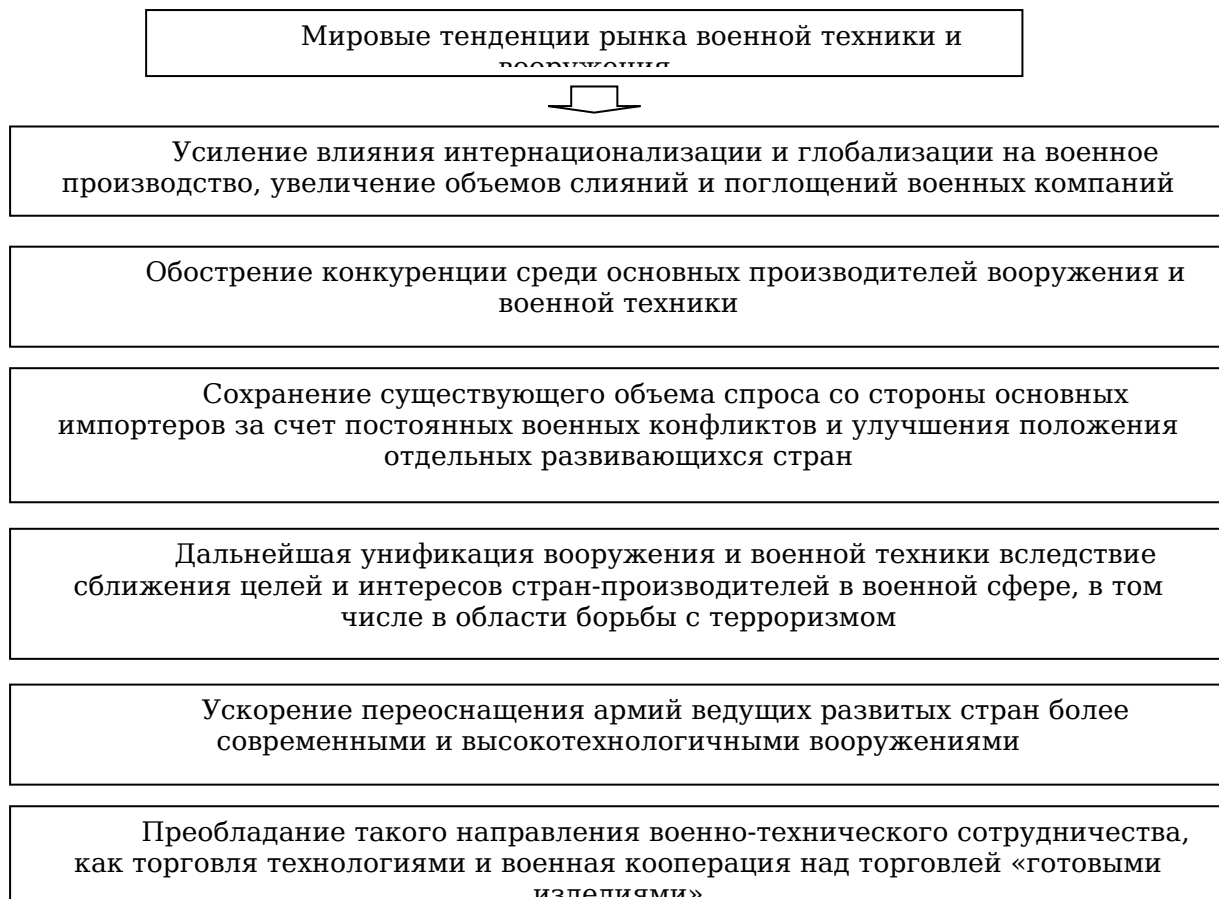 Мировые тенденции рынка военной техники и
вооружения
Усиление влияния интернационализации и глобализации на военное
производство, увеличение объемов слияний и поглощений военных компаний
Обострение конкуренции среди основных производителей вооружения и
военной техники
Сохранение существующего объема спроса со стороны основных
импортеров за счет постоянных военных конфликтов и улучшения положения
отдельных развивающихся стран
Дальнейшая унификация вооружения и военной техники вследствие
сближения целей и интересов стран-производителей в военной сфере, в том
числе в области борьбы с терроризмом
Ускорение переоснащения армий ведущих развитых стран более
современными и высокотехнологичными вооружениями
Преобладание такого направления военно-технического сотрудничества,
как торговля технологиями и военная кооперация над торговлей «готовыми
изделиями»